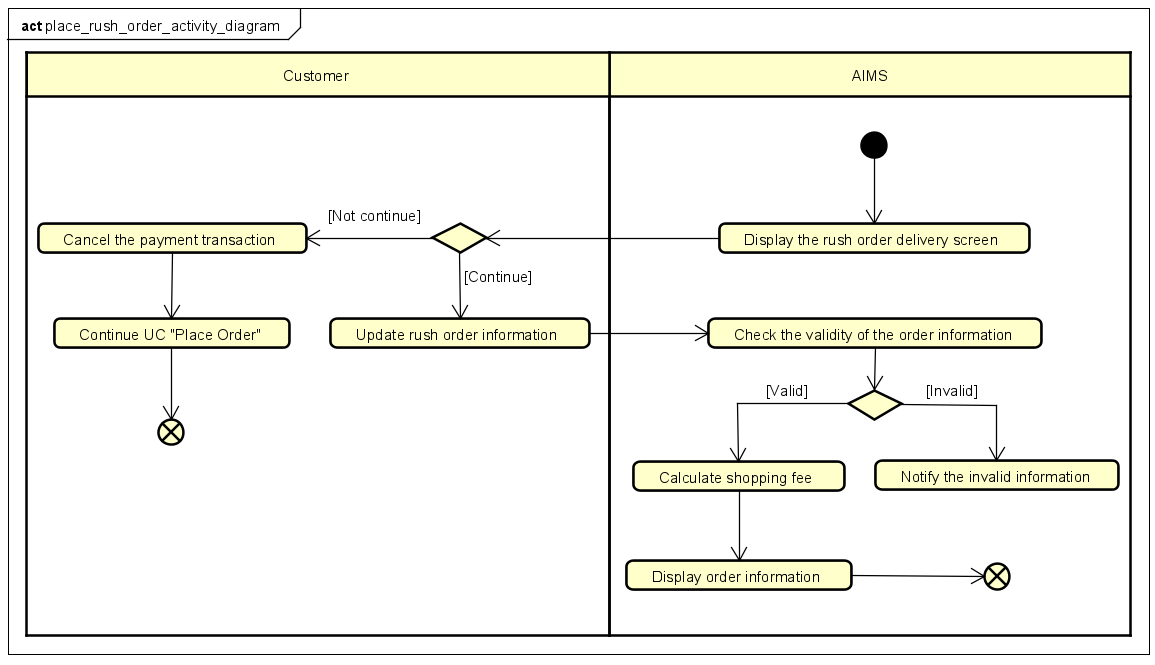 act place_rush_order_activity_diagram
Customer
AIMS
[Not continue]
Cancel the payment transaction
Display the rush order delivery screen
[Continue]
Continue UC "Place Order"
Update rush order information
Check the validity of the order information
[Valid]
[Invalid]
Calculate shopping fee
Notify the invalid information
Display order information